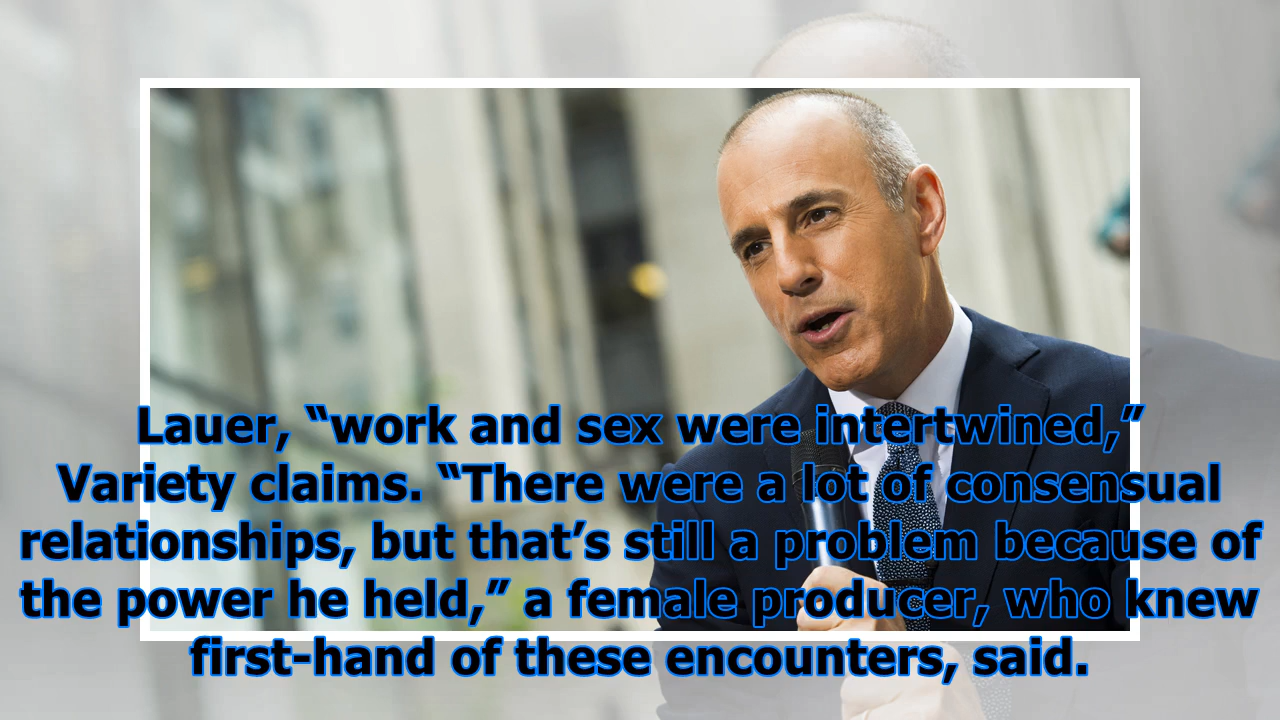 Lauer, “work and sex were intertwined,”
Variety claims. “There were a lot of consensual
relationships, but that’s still a problem because of
the power he held,” a female producer, who knew
first-hand of these encounters, said.